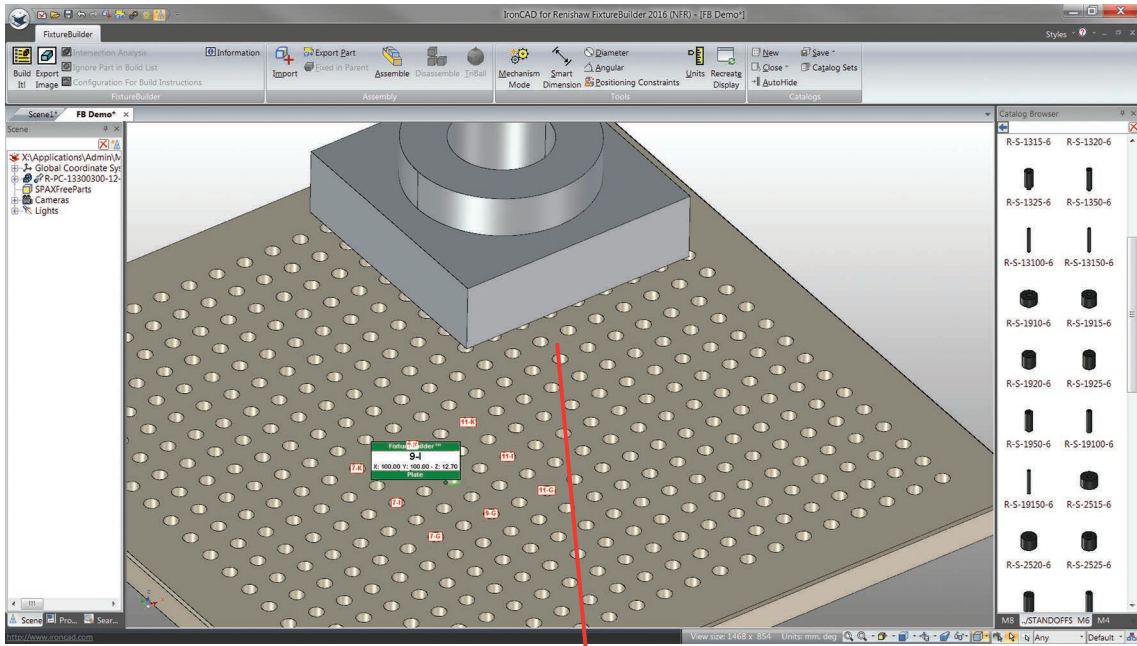 IronCAD for Renishaw FixtureBuilder 2016 (NFR) - [FB Demo*]
FixtureBuilder
Styles
Build It!
Export Image
Intersection Analysis
Ignore Part in Build List
Configuration For Build Instructions
Information
FixtureBuilder
Import
Export Part
Fixed in Parent
Assemble
Disassemble
TriBall
Assembly
Mechanism Mode
Smart Dimension
Diameter
Angular
Positioning Constraints
Units
Recreate Display
Tools
New
Close
AutoHide
Save
Catalog Sets
Catalogs
Scene1*
FB Demo*
Scene
X:\Applications\Admin\M
Global Coordinate Sys
R-PC-13300300-12-
SPAXFreeParts
Cameras
Lights
11-K
FixtureBuilder™
9-I
X: 100.00 Y: 100.00 - Z: 12.70
Plate
7-K
11-I
11-G
7-I
9-G
7-G
Catalog Browser
R-S-1315-6 R-S-1320-6
R-S-1325-6 R-S-1350-6
R-S-13100-6 R-S-13150-6
R-S-1910-6 R-S-1915-6
R-S-1920-6 R-S-1925-6
R-S-1950-6 R-S-19100-6
R-S-19150-6 R-S-2515-6
R-S-2520-6 R-S-2525-6
M8 ../STANDOFFS M6 M4
Scene Pro... Sear...
http://www.ironcad.com
View size: 1468 x 854 Units: mm, deg
Any
Default